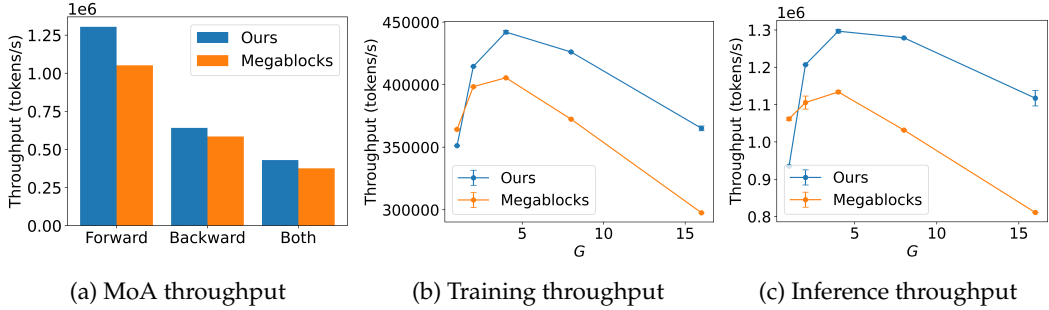 1e6
Throughput (tokens/s)
1.25
1.00
0.75
0.50
0.25
0.00
Ours
Megablocks
Forward Backward Both
(a) MoA throughput
Throughput (tokens/s)
450000
400000
350000
300000
Ours
Megablocks
5 10 15
G
(b) Training throughput
1e6
Throughput (tokens/s)
1.3
1.2
1.1
1.0
0.9
0.8
Ours
Megablocks
5 10 15
G
(c) Inference throughput